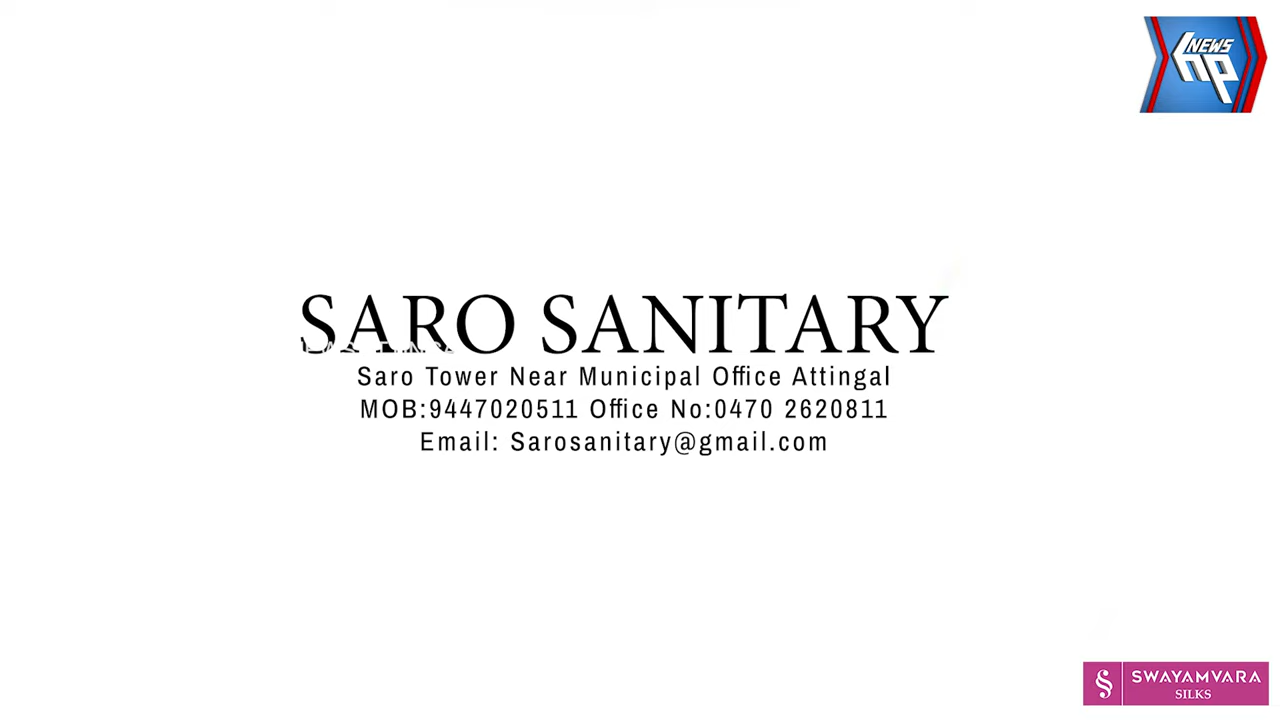 NEWS
np
SARO SANITARY
Saro Tower Near Municipal Office Attingal
MOB:9447020511 Office No:0470 2620811
Email: Sarosanitary@gmail.com
SWAYAMVARA
SILKS